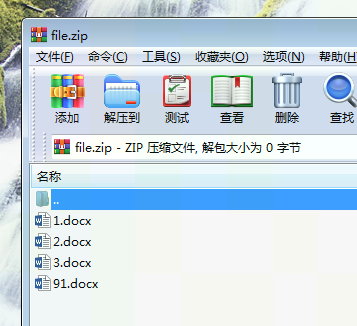 file.zip
文件(F) 命令(C) 工具(S) 收藏夹(O) 选项(N) 帮助(H
添加 解压到 测试 查看 删除 查找
file.zip - ZIP 压缩文件, 解包大小为 0 字节
名称
..
1.docx
2.docx
3.docx
91.docx